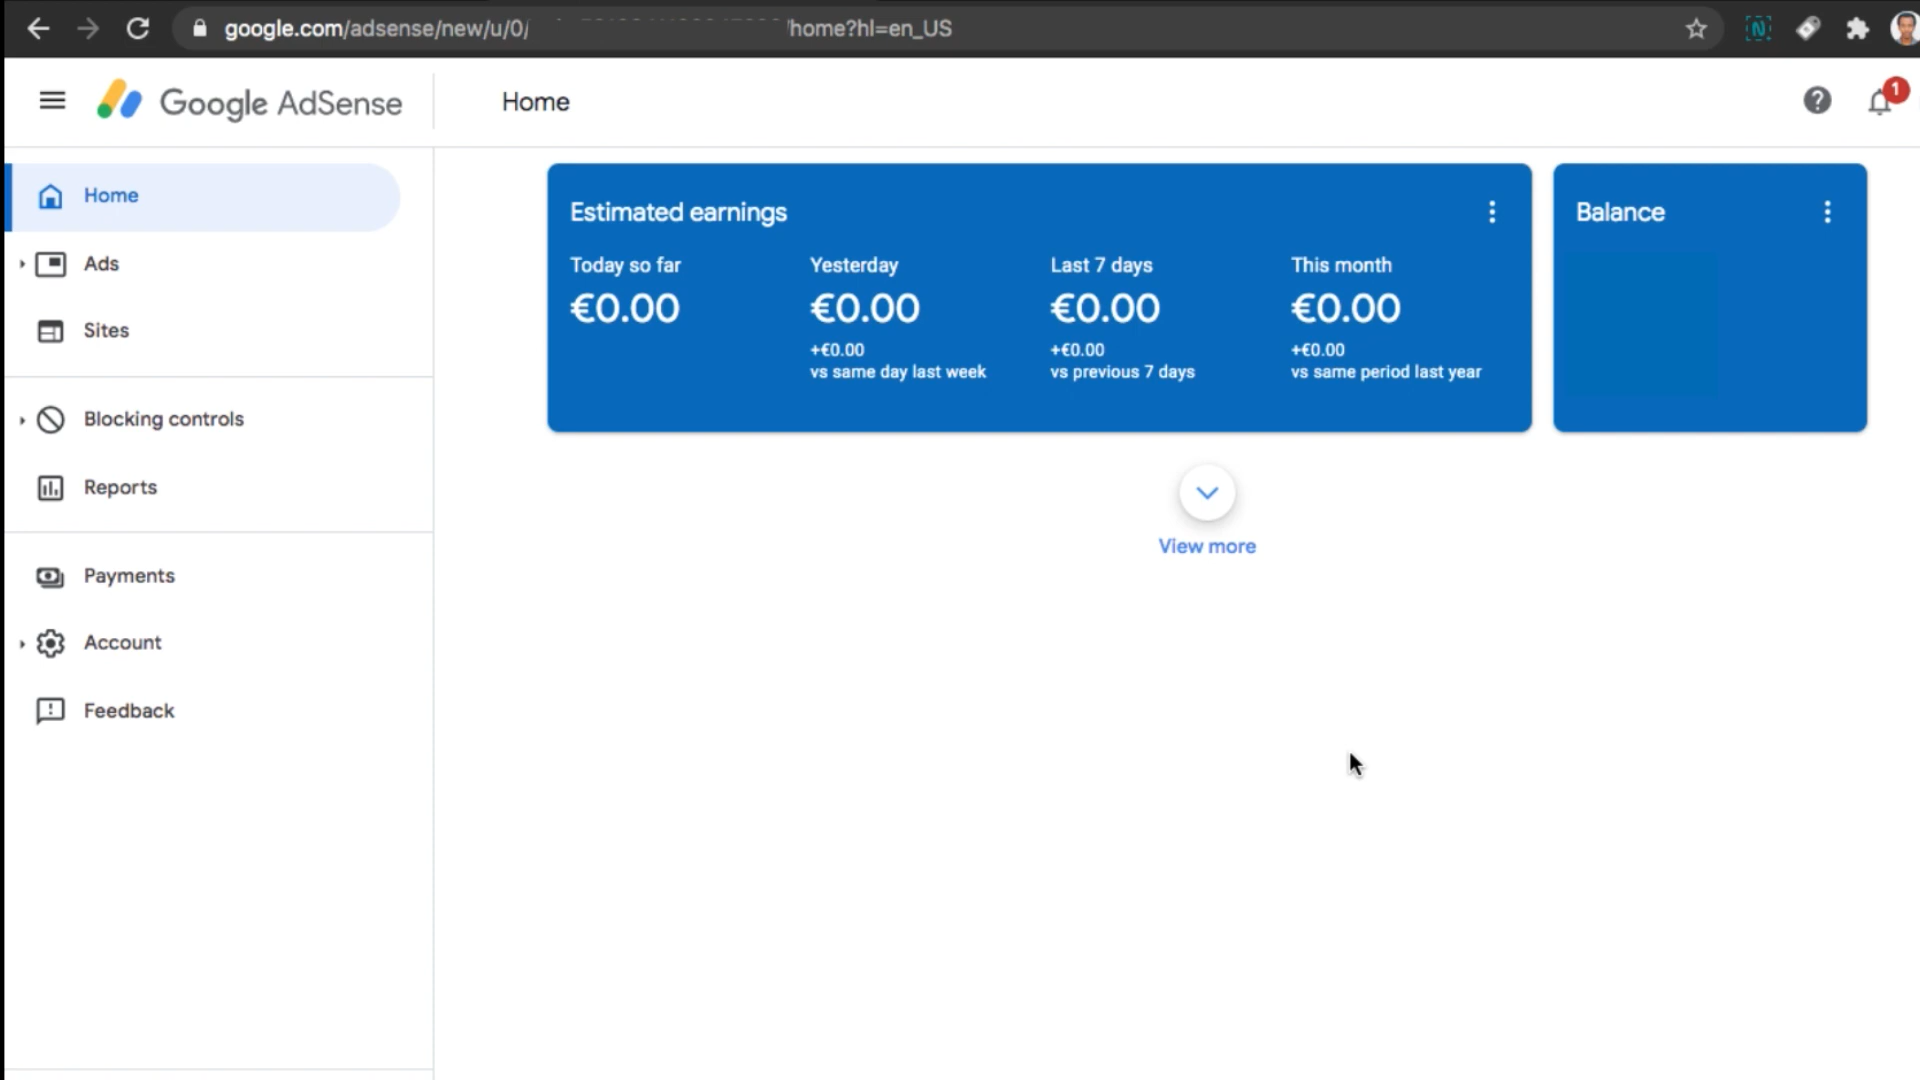 google.com/adsense/new/u/0/ /home?hl=en_US
Google AdSense
Home
1
Home
Ads
Sites
Blocking controls
Reports
Payments
Account
Feedback
Estimated earnings
Today so far
€0.00
Yesterday
€0.00
+€0.00
vs same day last week
Last 7 days
€0.00
+€0.00
vs previous 7 days
This month
€0.00
+€0.00
vs same period last year
Balance
View more